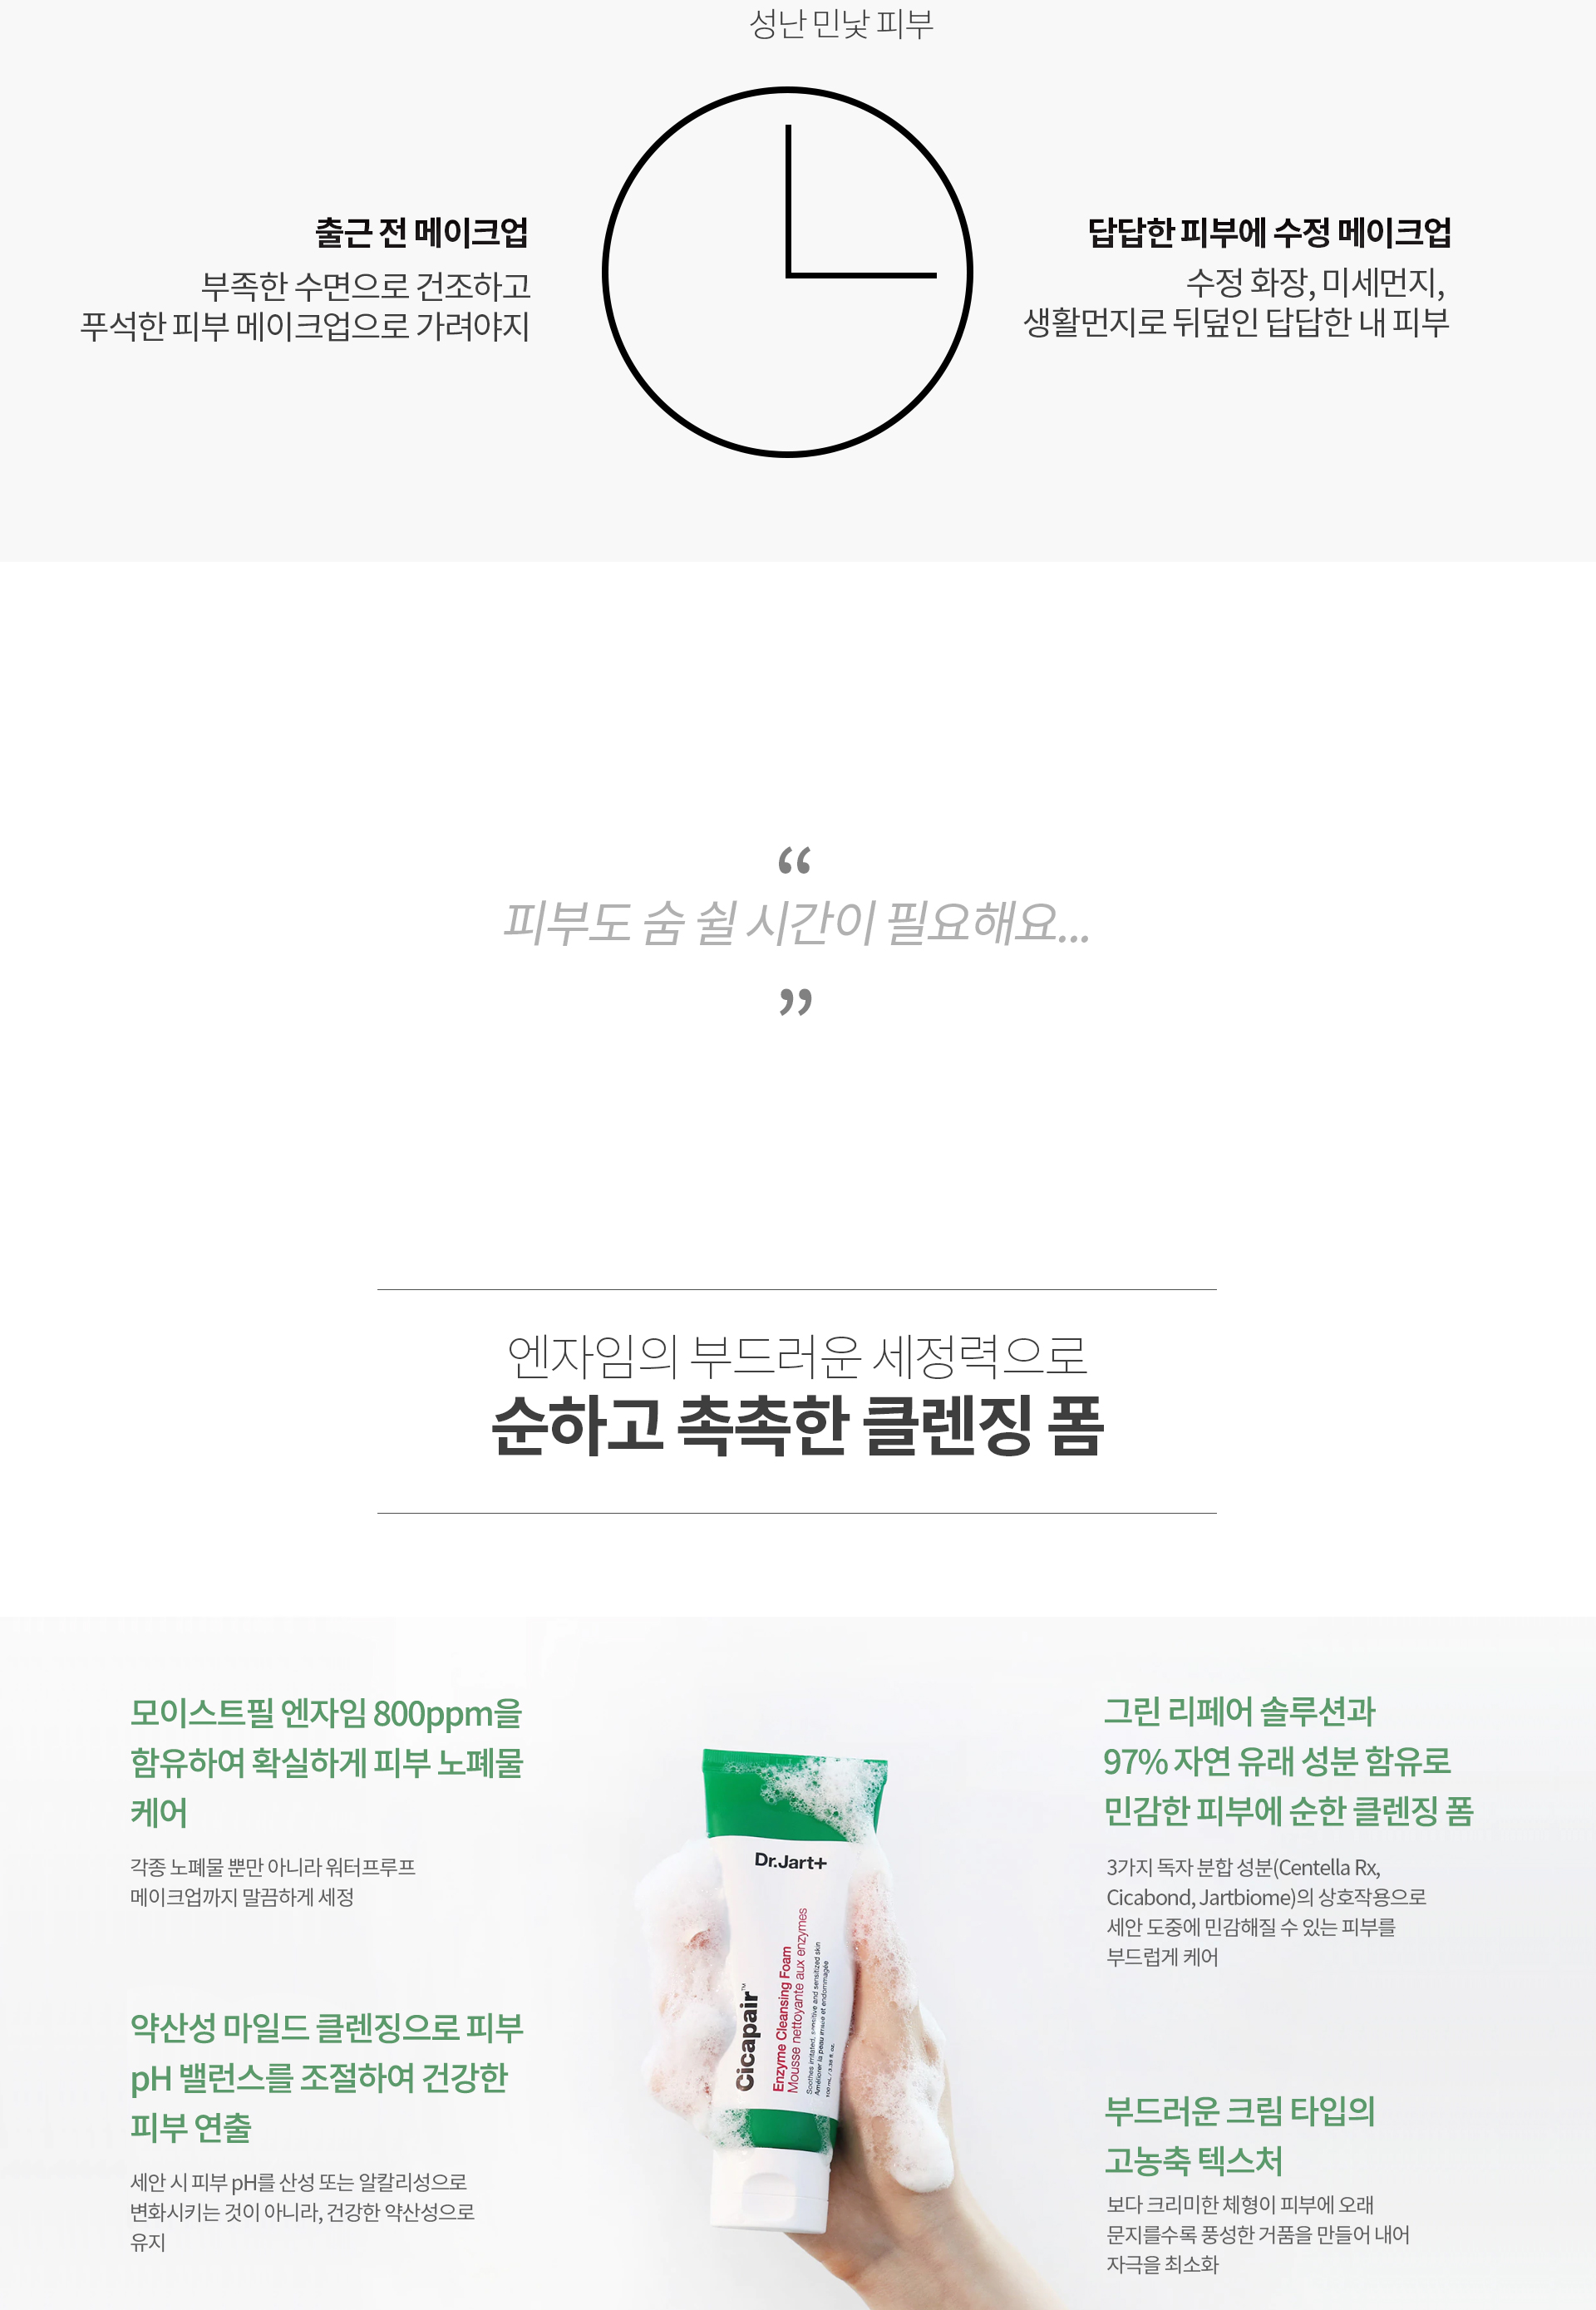 성난 민낯 피부
출근 전 메이크업
부족한 수면으로 건조하고
푸석한 피부 메이크업으로 가려야지
답답한 피부에 수정 메이크업
수정 화장, 미세먼지,
생활먼지로 뒤덮인 답답한 내 피부
“
피부도 숨 쉴 시간이 필요해요...
”
엔자임의 부드러운 세정력으로
순하고 촉촉한 클렌징 폼
모이스트필 엔자임 800ppm을
함유하여 확실하게 피부 노폐물
케어
각종 노폐물 뿐만 아니라 워터프루프
메이크업까지 말끔하게 세정
약산성 마일드 클렌징으로 피부
pH 밸런스를 조절하여 건강한
피부 연출
세안 시 피부 pH를 산성 또는 알칼리성으로
변화시키는 것이 아니라, 건강한 약산성으로
유지
Dr.Jart+
Cicapair™
Enzyme Cleansing Foam
Mousse nettoyante aux enzymes
Soothes irritated, sensitive and sensitized skin
Améliorer la peau irritée et endommagée
100 mL / 3.38 fl. oz.
그린 리페어 솔루션과
97% 자연 유래 성분 함유로
민감한 피부에 순한 클렌징 폼
3가지 독자 분합 성분(Centella Rx,
Cicabond, Jartbiome)의 상호작용으로
세안 도중에 민감해질 수 있는 피부를
부드럽게 케어
부드러운 크림 타입의
고농축 텍스처
보다 크리미한 체형이 피부에 오래
문지를수록 풍성한 거품을 만들어 내어
자극을 최소화